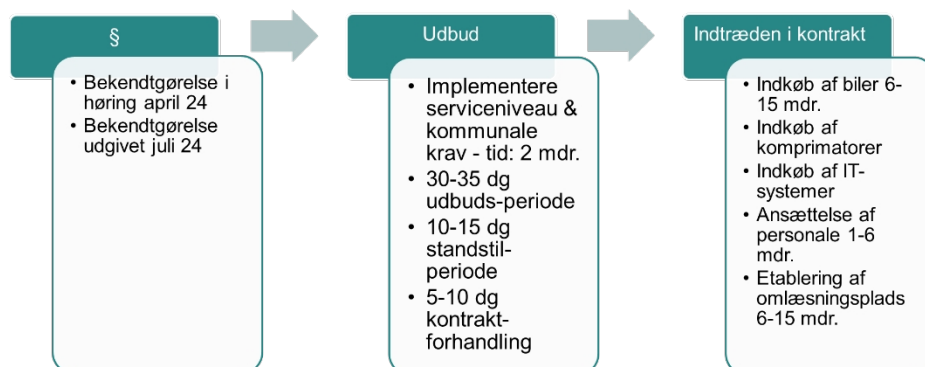 §
• Bekendtgørelse i
høring april 24
• Bekendtgørelse
udgivet juli 24
Udbud
• Implementere
serviceniveau &
kommunale
krav - tid: 2 mdr.
• 30-35 dg
udbuds-periode
• 10-15 dg
standstil-
periode
• 5-10 dg
kontrakt-
forhandling
Indtræden i kontrakt
• Indkøb af biler 6-
15 mdr.
• Indkøb af
komprimatorer
• Indkøb af IT-
systemer
• Ansættelse af
personale 1-6
mdr.
• Etablering af
omlæsningsplads
6-15 mdr.